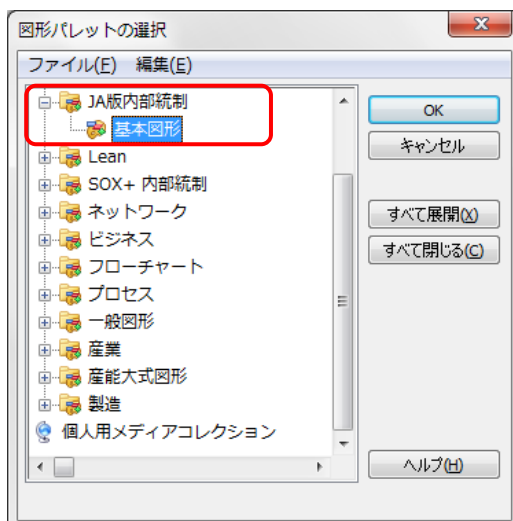 図形パレットの選択
ファイル(F) 編集(E)
JA版内部統制
基本図形
Lean
SOX+ 内部統制
ネットワーク
ビジネス
フローチャート
プロセス
一般図形
産業
産能大式図形
製造
個人用メディアコレクション
OK
キャンセル
すべて展開(X)
すべて閉じる(C)
ヘルプ(H)